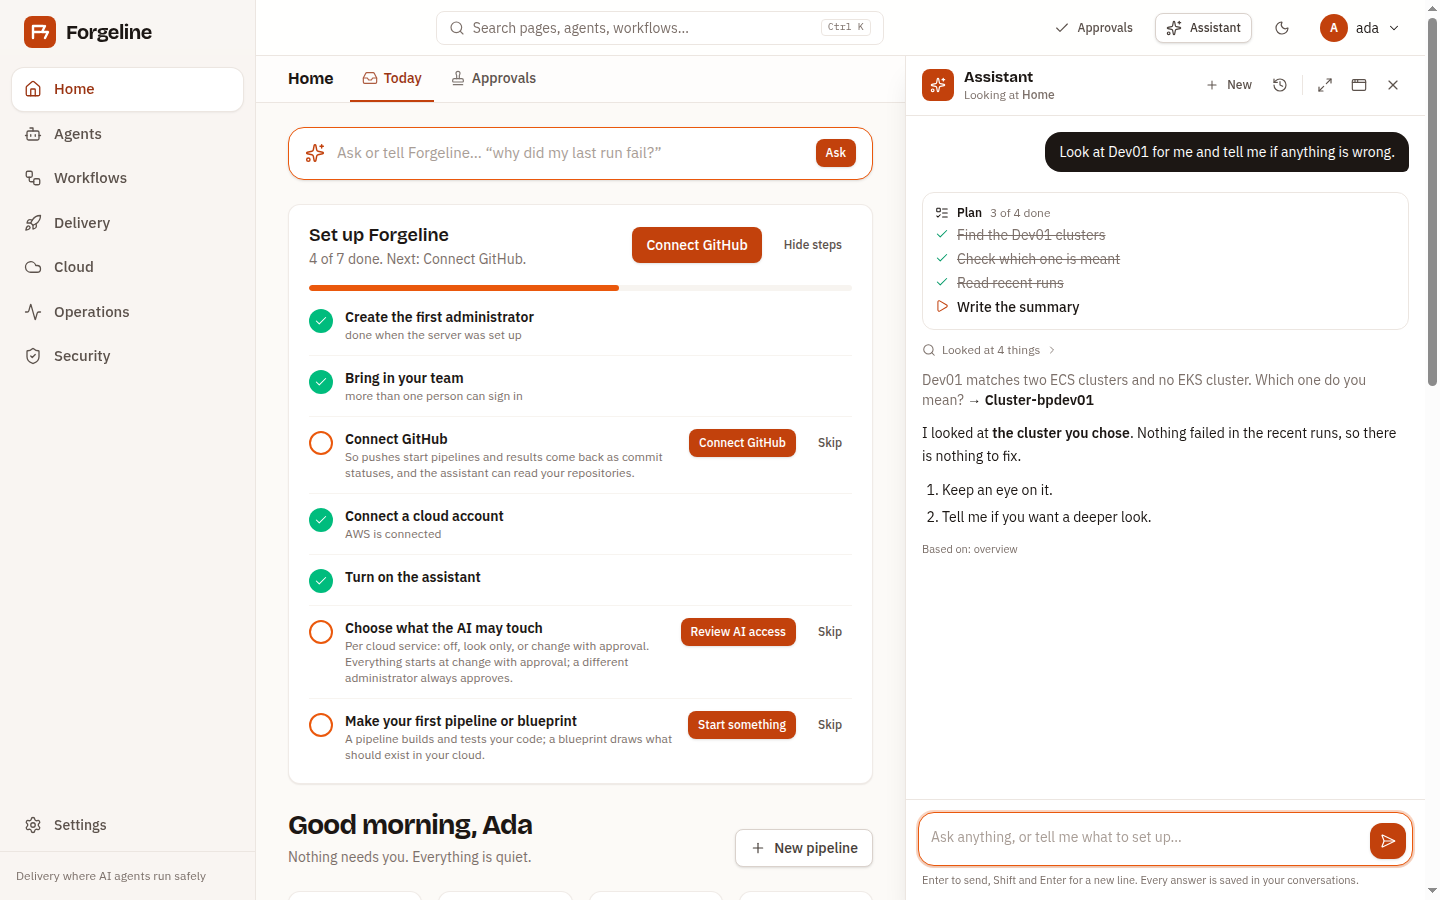 Forgeline
Search pages, agents, workflows...
Ctrl K
Approvals
Assistant
A
ada
Home
Agents
Workflows
Delivery
Cloud
Operations
Security
Settings
Delivery where AI agents run safely
Home
Today
Approvals
Ask or tell Forgeline... “why did my last run fail?”
Ask
Set up Forgeline
4 of 7 done. Next: Connect GitHub.
Connect GitHub
Hide steps
Create the first administrator
done when the server was set up
Bring in your team
more than one person can sign in
Connect GitHub
So pushes start pipelines and results come back as commit
statuses, and the assistant can read your repositories.
Connect GitHub
Skip
Connect a cloud account
AWS is connected
Turn on the assistant
Choose what the AI may touch
Per cloud service: off, look only, or change with approval.
Everything starts at change with approval; a different
administrator always approves.
Review AI access
Skip
Make your first pipeline or blueprint
A pipeline builds and tests your code; a blueprint draws what
should exist in your cloud.
Start something
Skip
Good morning, Ada
Nothing needs you. Everything is quiet.
New pipeline
Assistant
Looking at Home
New
Look at Dev01 for me and tell me if anything is wrong.
Plan 3 of 4 done
Find the Dev01 clusters
Check which one is meant
Read recent runs
Write the summary
Looked at 4 things
Dev01 matches two ECS clusters and no EKS cluster. Which one do you
mean? → Cluster-bpdev01
I looked at the cluster you chose. Nothing failed in the recent runs, so there
is nothing to fix.
1. Keep an eye on it.
2. Tell me if you want a deeper look.
Based on: overview
Ask anything, or tell me what to set up...
Enter to send, Shift and Enter for a new line. Every answer is saved in your conversations.